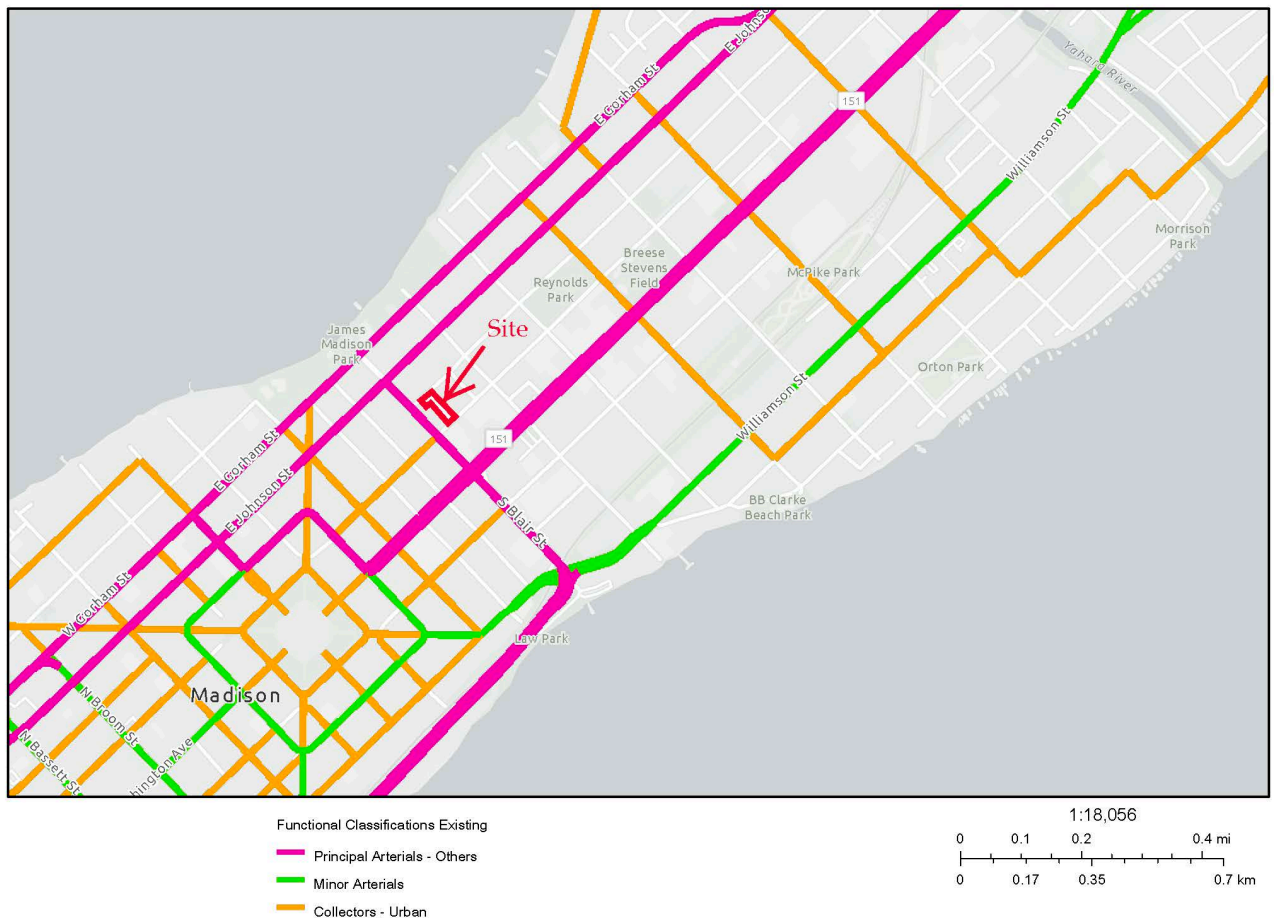 E Johnso
Yahara River
E Gorham St
151
Williamson St
Morrison
Park
Breese
Stevens
Field
McPike Park
Reynolds
Park
Site
James
Madison
Park
Orton Park
Williamson St
151
E Gorham St
E Johnson St
S Blair St
BB Clarke
Beach Park
W Gorham St
Law Park
Madison
N Broom St
N Bassett St
hington Ave
Functional Classifications Existing
Principal Arterials - Others
Minor Arterials
Collectors - Urban
1:18,056
0 0.1 0.2 0.4 mi
0 0.17 0.35 0.7 km